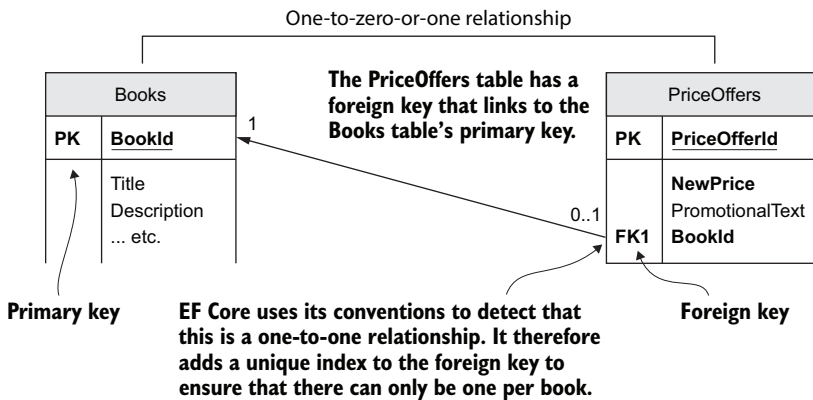 One-to-zero-or-one relationship
Books
PK BookId
Title
Description
... etc.
The PriceOffers table has a
foreign key that links to the
Books table's primary key.
1
0..1
PriceOffers
PK PriceOfferId
NewPrice
PromotionalText
FK1 BookId
Primary key
EF Core uses its conventions to detect that
this is a one-to-one relationship. It therefore
adds a unique index to the foreign key to
ensure that there can only be one per book.
Foreign key